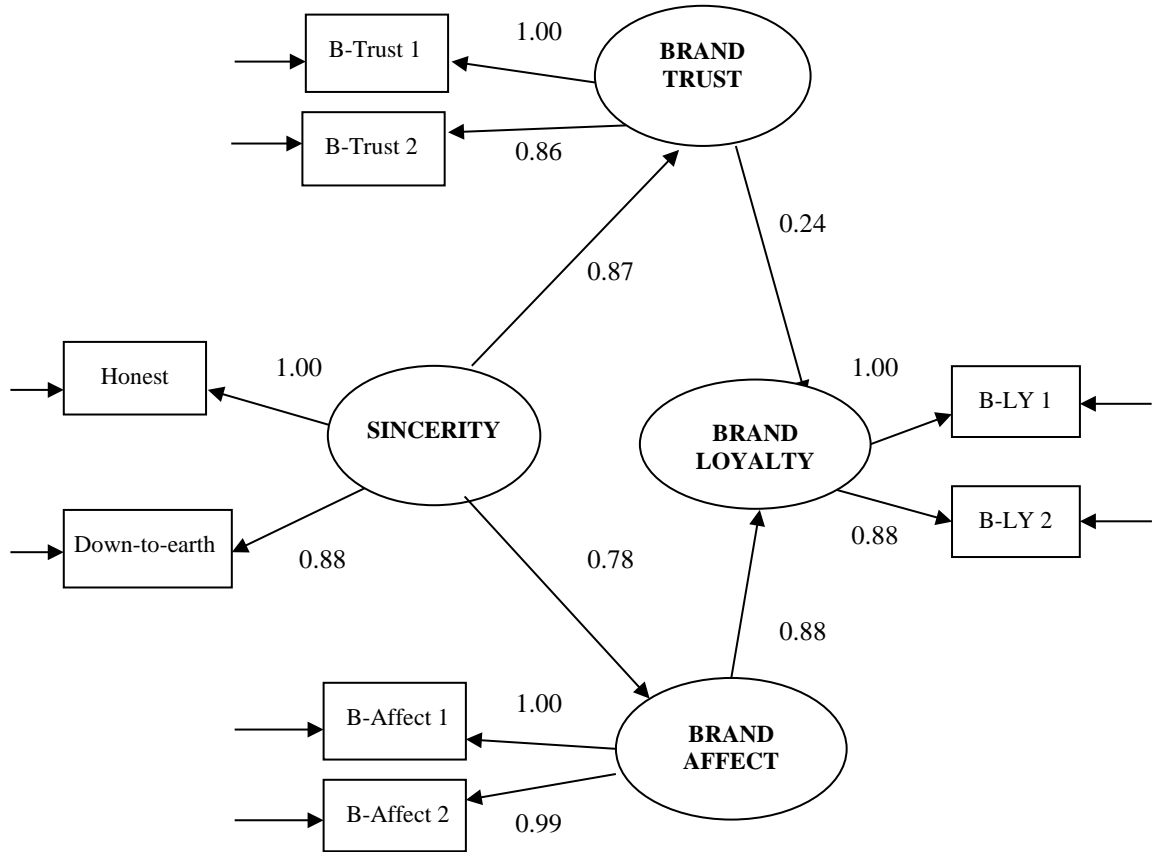 1.00
BRAND
TRUST
B-Trust 1
B-Trust 2
0.86
0.24
0.87
Honest
1.00
SINCERITY
BRAND
LOYALTY
1.00
B-LY 1
B-LY 2
0.88
Down-to-earth
0.88
0.78
0.88
B-Affect 1
1.00
BRAND
AFFECT
B-Affect 2
0.99